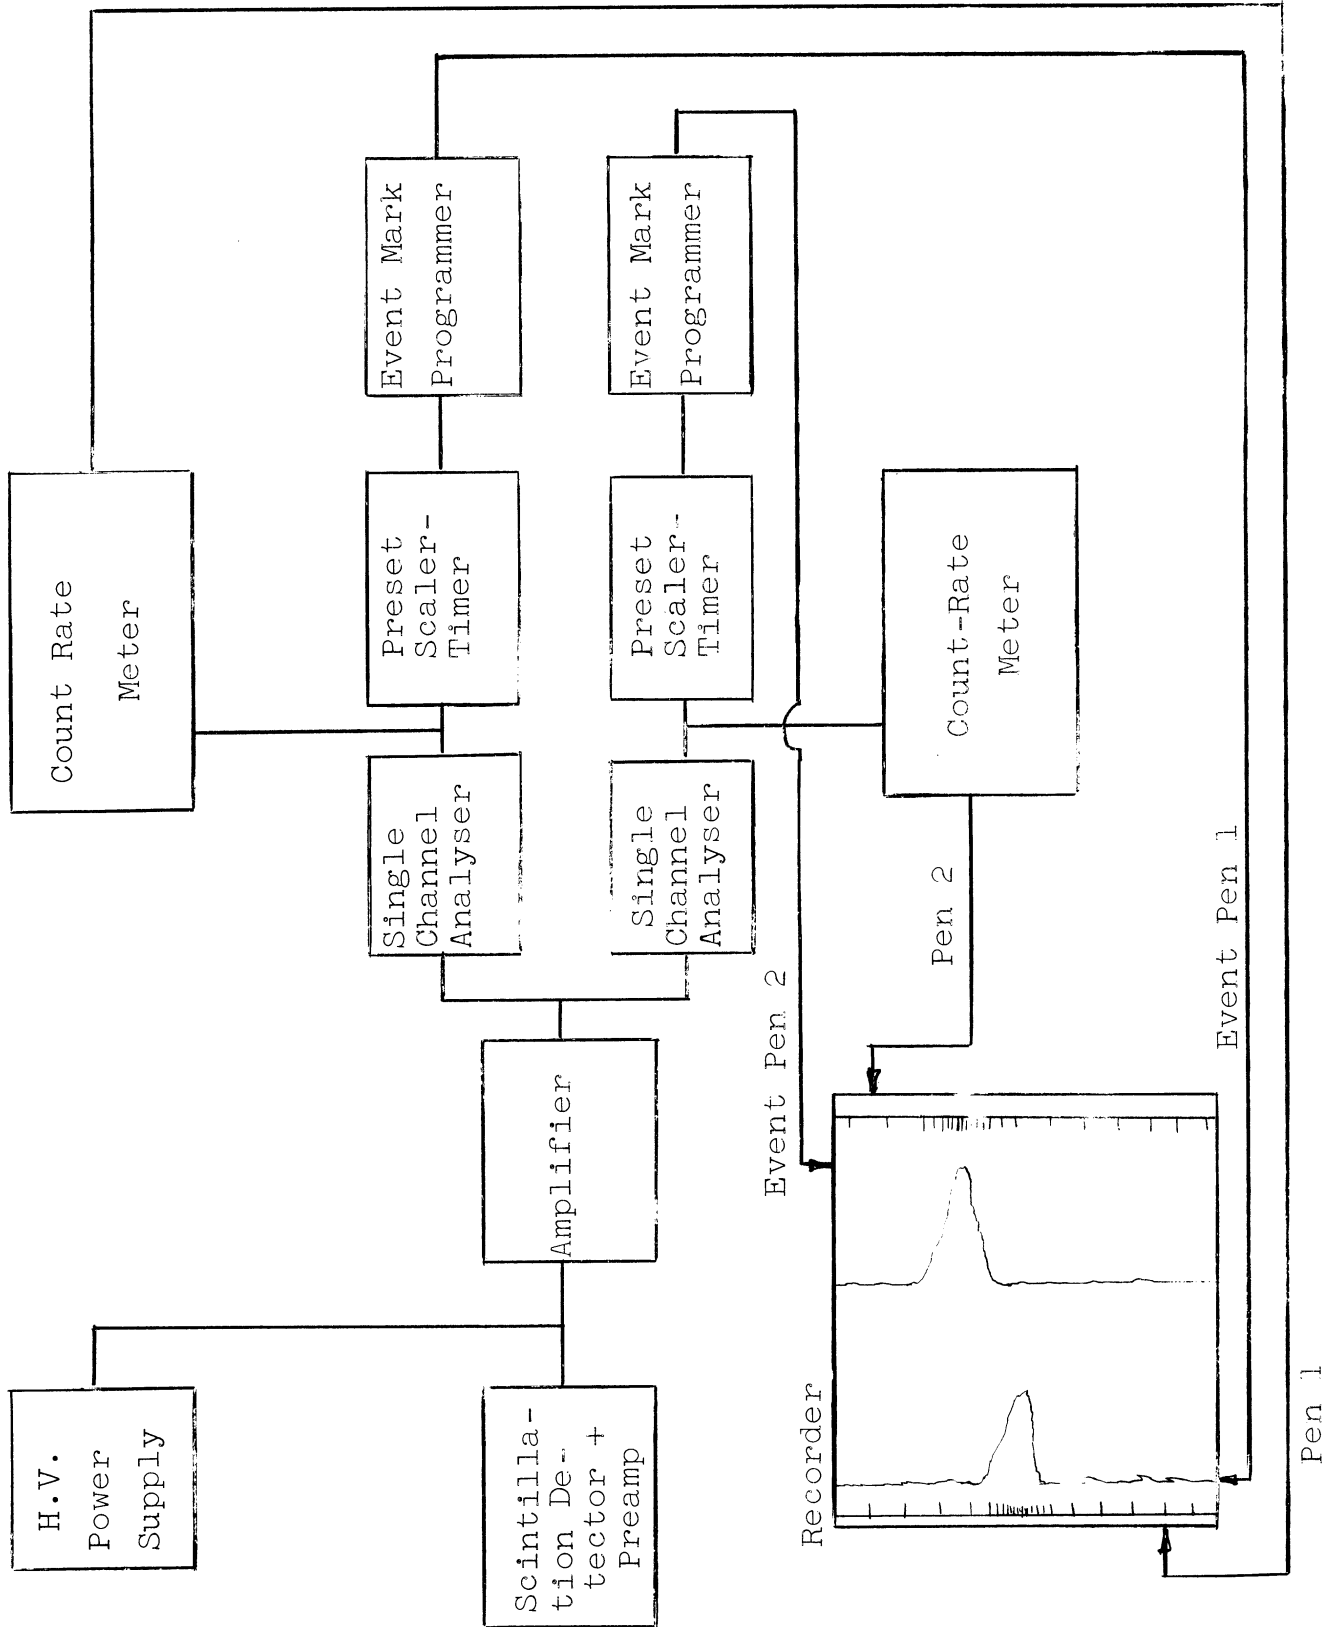 H.V.
Power
Supply
Count Rate
Meter
Scintilla-
tion De-
tector +
Preamp
Amplifier
Single
Channel
Analyser
Preset
Scaler-
Timer
Event Mark
Programmer
Single
Channel
Analyser
Preset
Scaler-
Timer
Event Mark
Programmer
Event Pen 2
Pen 2
Count-Rate
Meter
Recorder
Event Pen 1
Pen 1